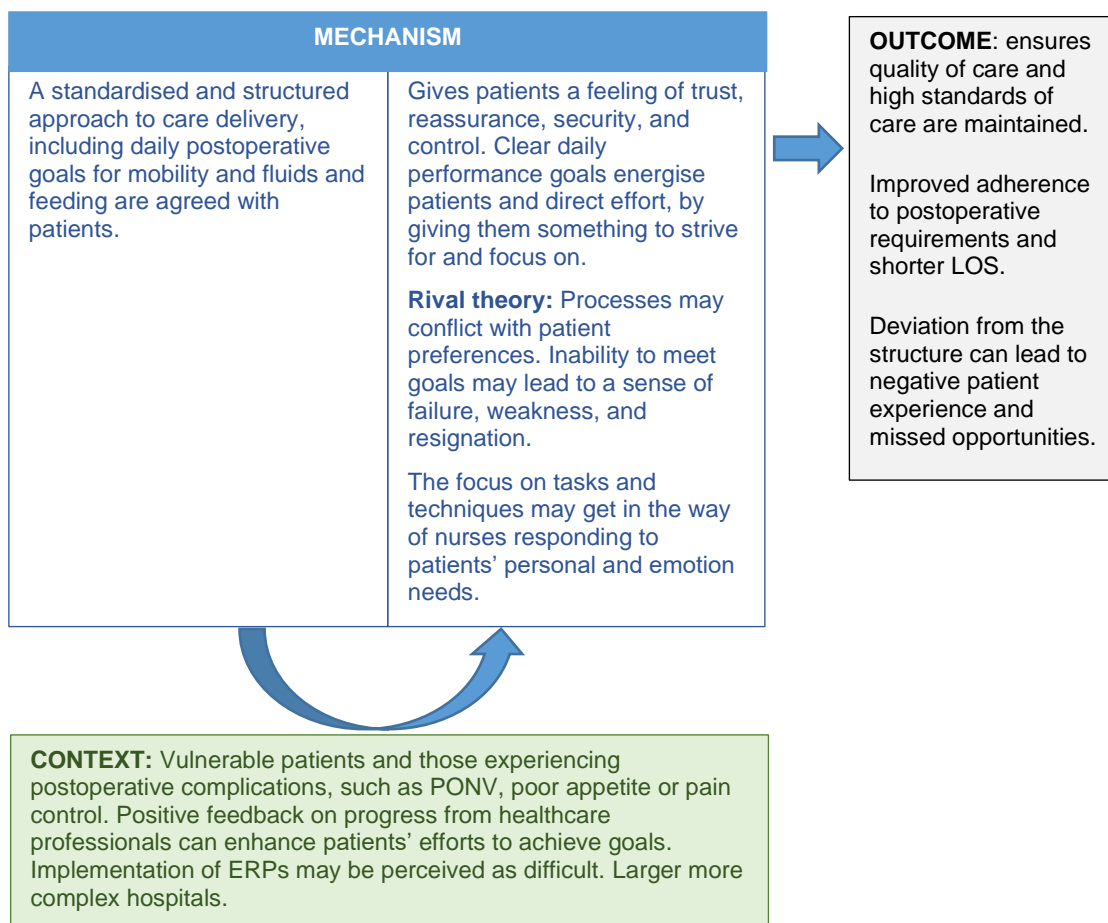 MECHANISM
A standardised and structured
approach to care delivery,
including daily postoperative
goals for mobility and fluids and
feeding are agreed with
patients.
Gives patients a feeling of trust,
reassurance, security, and
control. Clear daily
performance goals energise
patients and direct effort, by
giving them something to strive
for and focus on.
Rival theory: Processes may
conflict with patient
preferences. Inability to meet
goals may lead to a sense of
failure, weakness, and
resignation.
The focus on tasks and
techniques may get in the way
of nurses responding to
patients’ personal and emotion
needs.
OUTCOME: ensures
quality of care and
high standards of
care are maintained.
Improved adherence
to postoperative
requirements and
shorter LOS.
Deviation from the
structure can lead to
negative patient
experience and
missed opportunities.
CONTEXT: Vulnerable patients and those experiencing
postoperative complications, such as PONV, poor appetite or pain
control. Positive feedback on progress from healthcare
professionals can enhance patients’ efforts to achieve goals.
Implementation of ERPs may be perceived as difficult. Larger more
complex hospitals.